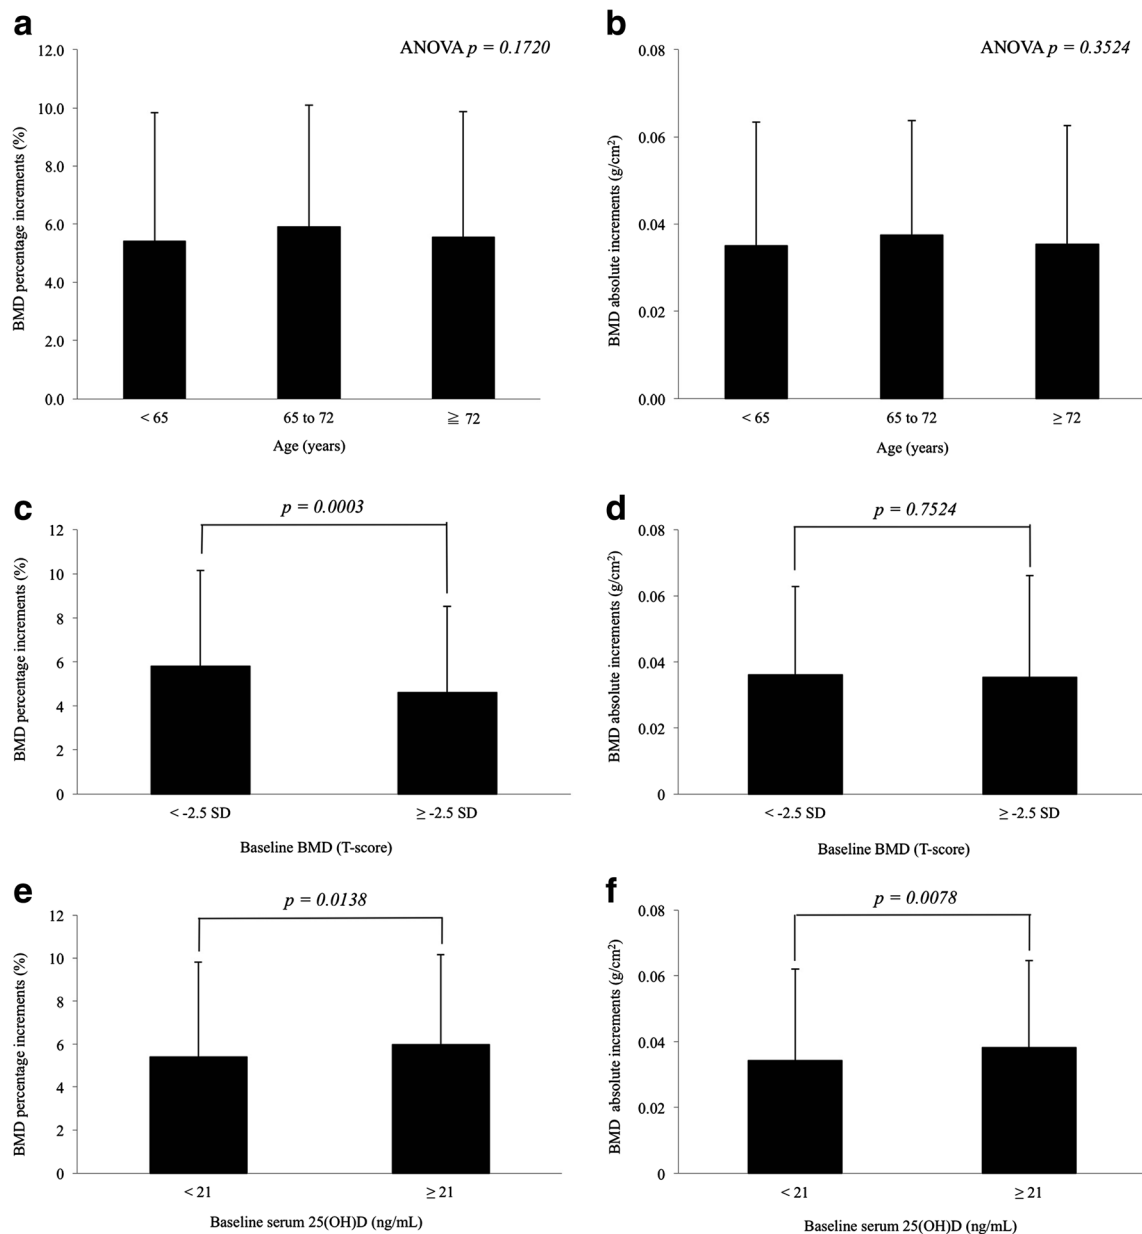 a
ANOVA p = 0.1720
BMD percentage increments (%)
12.0
10.0
8.0
6.0
4.0
2.0
0.0
< 65
65 to 72
≧ 72
Age (years)
b
ANOVA p = 0.3524
BMD absolute increments (g/cm²)
0.08
0.06
0.04
0.02
0.00
< 65
65 to 72
≥ 72
Age (years)
c
p = 0.0003
BMD percentage increments (%)
12
10
8
6
4
2
0
< -2.5 SD
≥ -2.5 SD
Baseline BMD (T-score)
d
p = 0.7524
BMD absolute increments (g/cm²)
0.08
0.06
0.04
0.02
0
< -2.5 SD
≥ -2.5 SD
Baseline BMD (T-score)
e
p = 0.0138
BMD percentage increments (%)
12
10
8
6
4
2
0
< 21
≥ 21
Baseline serum 25(OH)D (ng/mL)
f
p = 0.0078
BMD absolute increments (g/cm²)
0.08
0.06
0.04
0.02
0
< 21
≥ 21
Baseline serum 25(OH)D (ng/mL)